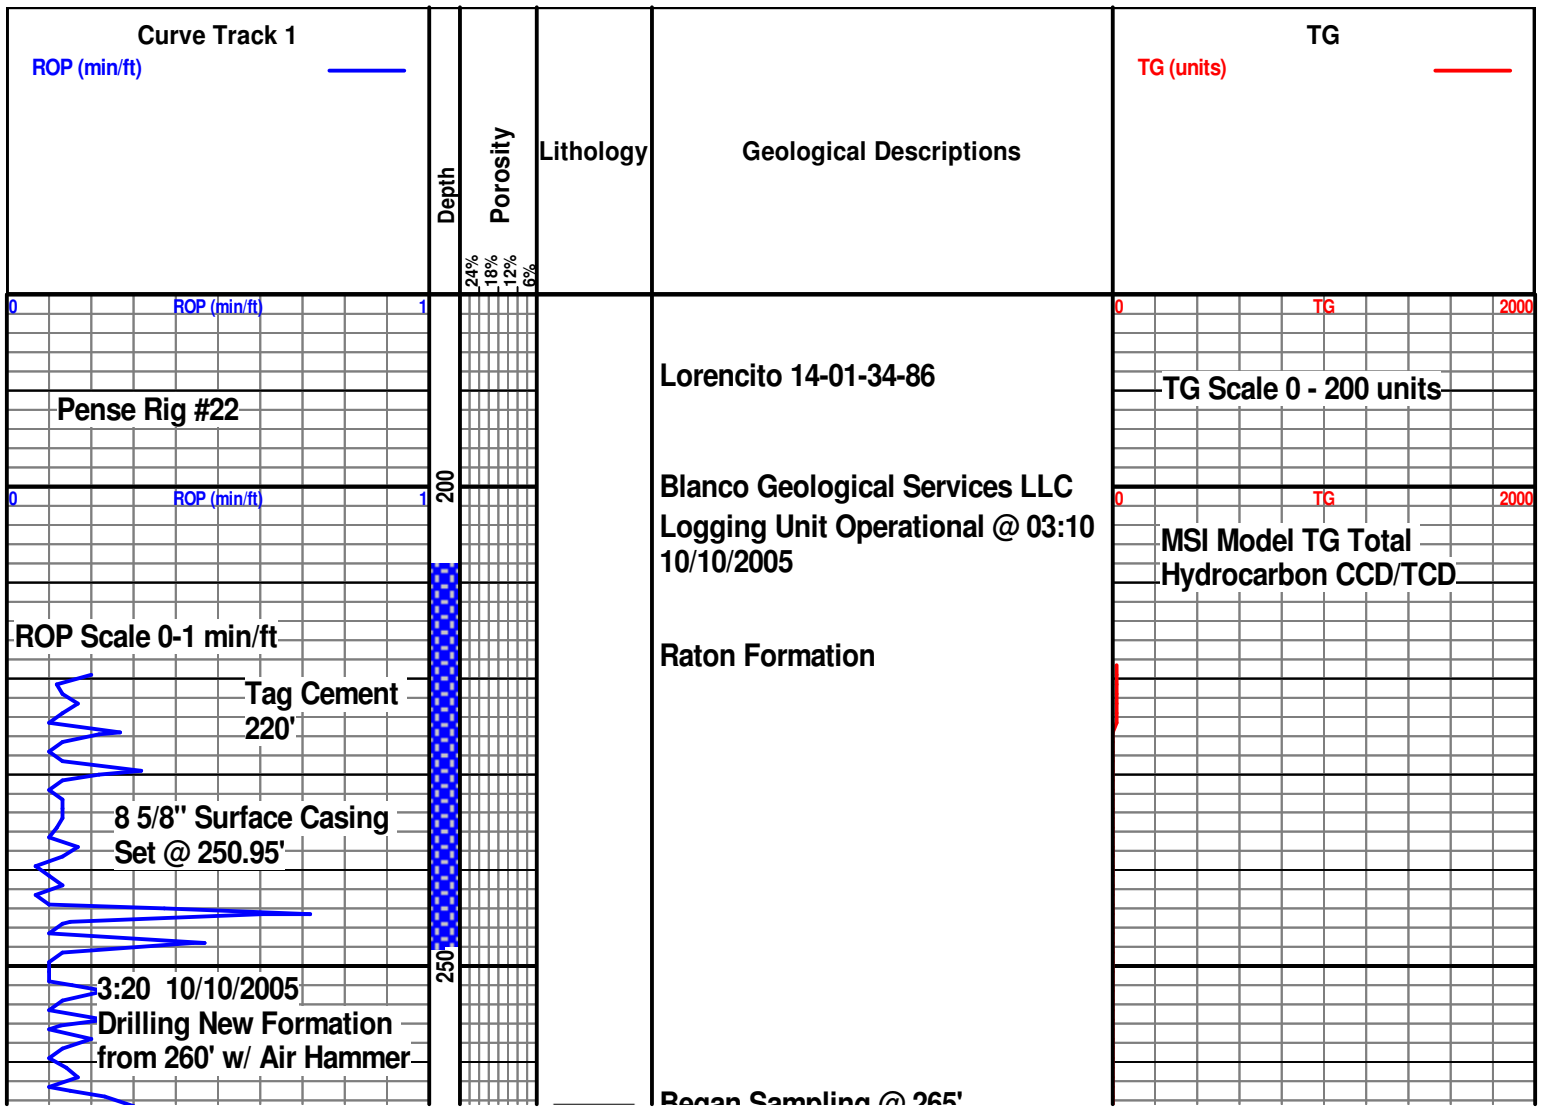 Curve Track 1
ROP (min/ft)
Depth
Porosity
24%
18%
12%
6%
Lithology
Geological Descriptions
TG
TG (units)
0 ROP (min/ft) 1
0 TG 2000
Lorencito 14-01-34-86
TG Scale 0 - 200 units
Pense Rig #22
200
0 ROP (min/ft) 1
Blanco Geological Services LLC
0 TG 2000
Logging Unit Operational @ 03:10
10/10/2005
MSI Model TG Total
Hydrocarbon CCD/TCD
ROP Scale 0-1 min/ft
Raton Formation
Tag Cement
220'
8 5/8" Surface Casing
Set @ 250.95'
250
3:20 10/10/2005
Drilling New Formation
from 260' w/ Air Hammer
Began Sampling @ 265'